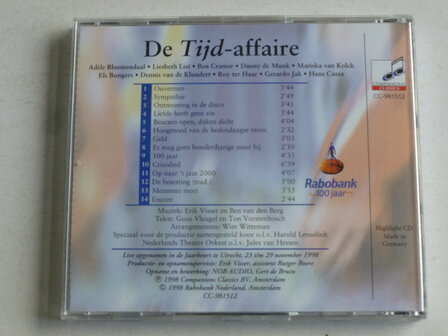 De Tijd-affaire
Adèle Bloemendaal • Liesbeth List • Ben Cramer • Danny de Munk • Mariska van Kolck
Els Bongers • Dennis van de Klundert • Roy ter Haar • Gerardo Jak • Hans Cassa
COMPANIONS
CLASSICS
CC-981512
1 Ouverture 3'44
2 Sympathie 2'49
3 Ontmoeting in de disco 3'41
4 Liefde heeft geen zin 3'44
5 Beurzen open, dijken dicht 4'04
6 Hoogmoed van de hedendaagse mens 2'32
7 Geld 3'03
8 Er mag geen honderdjarige meer bij 2'10
9 100 jaar 4'35
10 Cristlied 6'59
11 Op naar 't jaar 2000 4'07
12 De bezetting (trad.) 5'00
13 Memento mori 3'15
14 Encore 2'44
Rabobank
100 jaar
Muziek: Erik Visser en Ben van den Berg
Tekst: Guus Vleugel en Ton Vorstenbosch
Arrangementen: Wim Witteman
Speciaal voor de productie samengesteld koor o.l.v. Harold Lenselink
Nederlands Theater Orkest o.l.v. Jules van Hessen
Highlight-CD
Made in
Germany
Live opgenomen in de Jaarbeurs te Utrecht, 23 t/m 29 november 1998
Productie- en opnamesupervisie: Erik Visser, assistent Rutger Boere
Opname en bewerking: NOB AUDIO, Gert de Bruin
℗ 1998 Companions Classics BV, Amsterdam
© 1998 Rabobank Nederland, Amsterdam
CC-981512